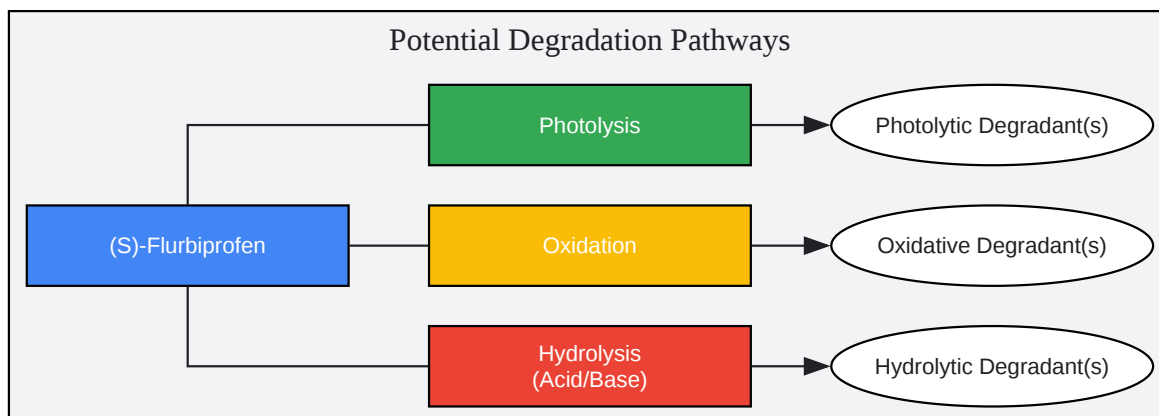 Potential Degradation Pathways
Photolysis
Photolytic Degradant(s)
(S)-Flurbiprofen
Oxidation
Oxidative Degradant(s)
Hydrolysis
(Acid/Base)
Hydrolytic Degradant(s)